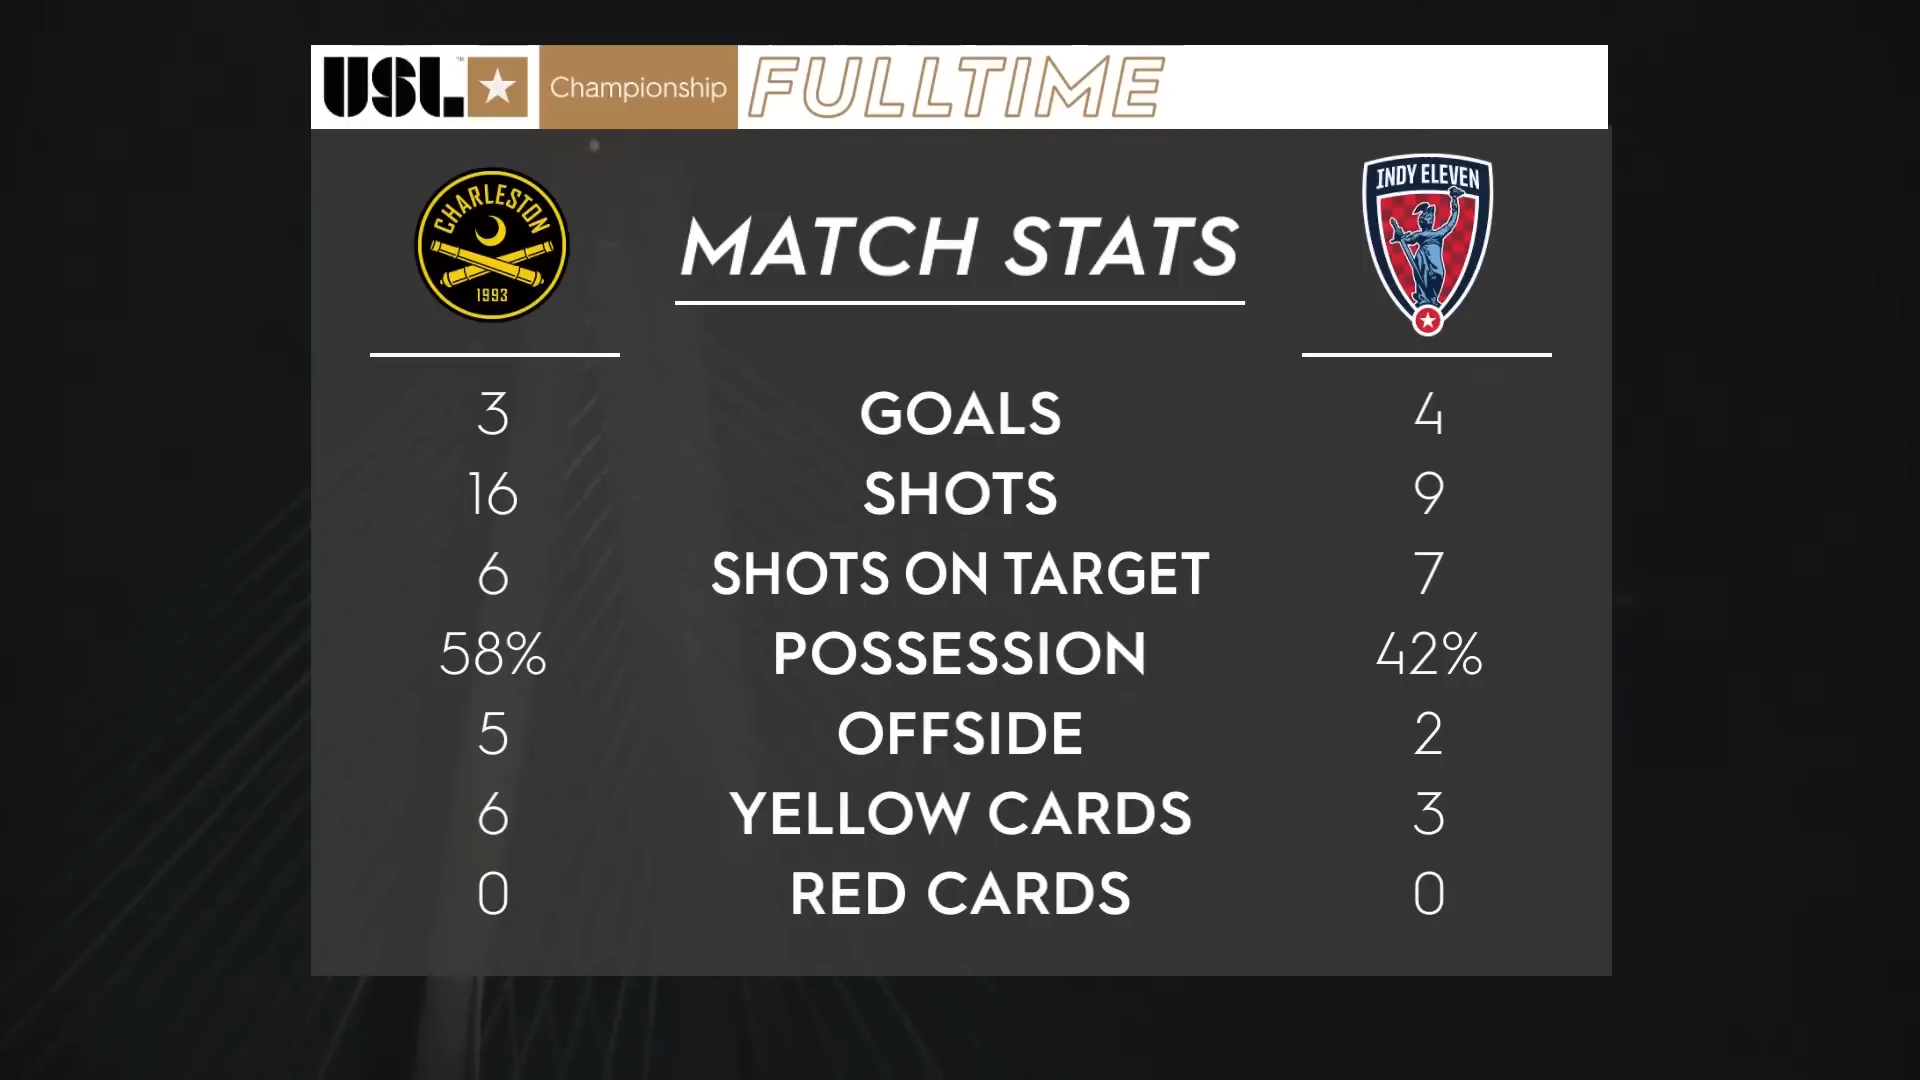 USL™ Championship FULLTIME
CHARLESTON
1993
MATCH STATS
INDY ELEVEN
3 GOALS 4
16 SHOTS 9
6 SHOTS ON TARGET 7
58% POSSESSION 42%
5 OFFSIDE 2
6 YELLOW CARDS 3
0 RED CARDS 0